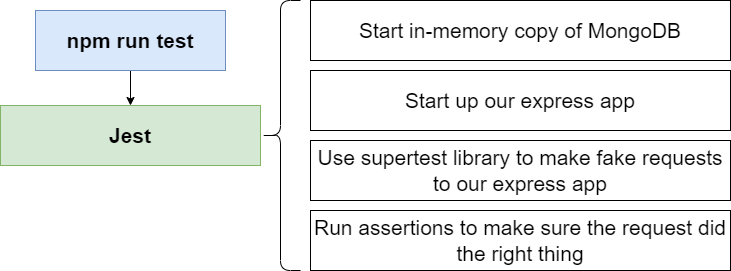 npm run test
Jest
Start in-memory copy of MongoDB
Start up our express app
Use supertest library to make fake requests
to our express app
Run assertions to make sure the request did
the right thing